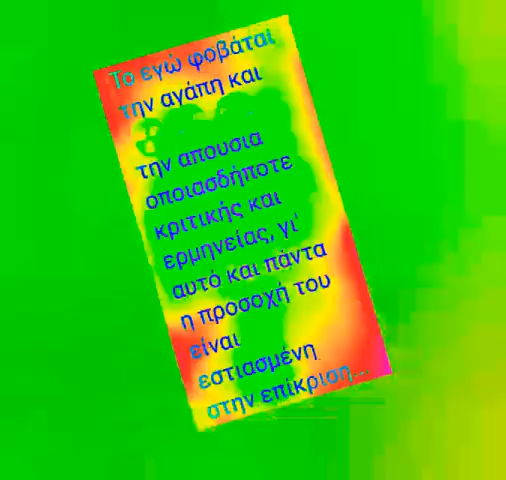 Το εγώ φοβάται
την αγάπη και
την απουσια
οποιασδήποτε
κριτικής και
ερμηνείας, γι'
αυτό και πάντα
η προσοχή του
είναι
εστιασμένη
στην επίκριση...